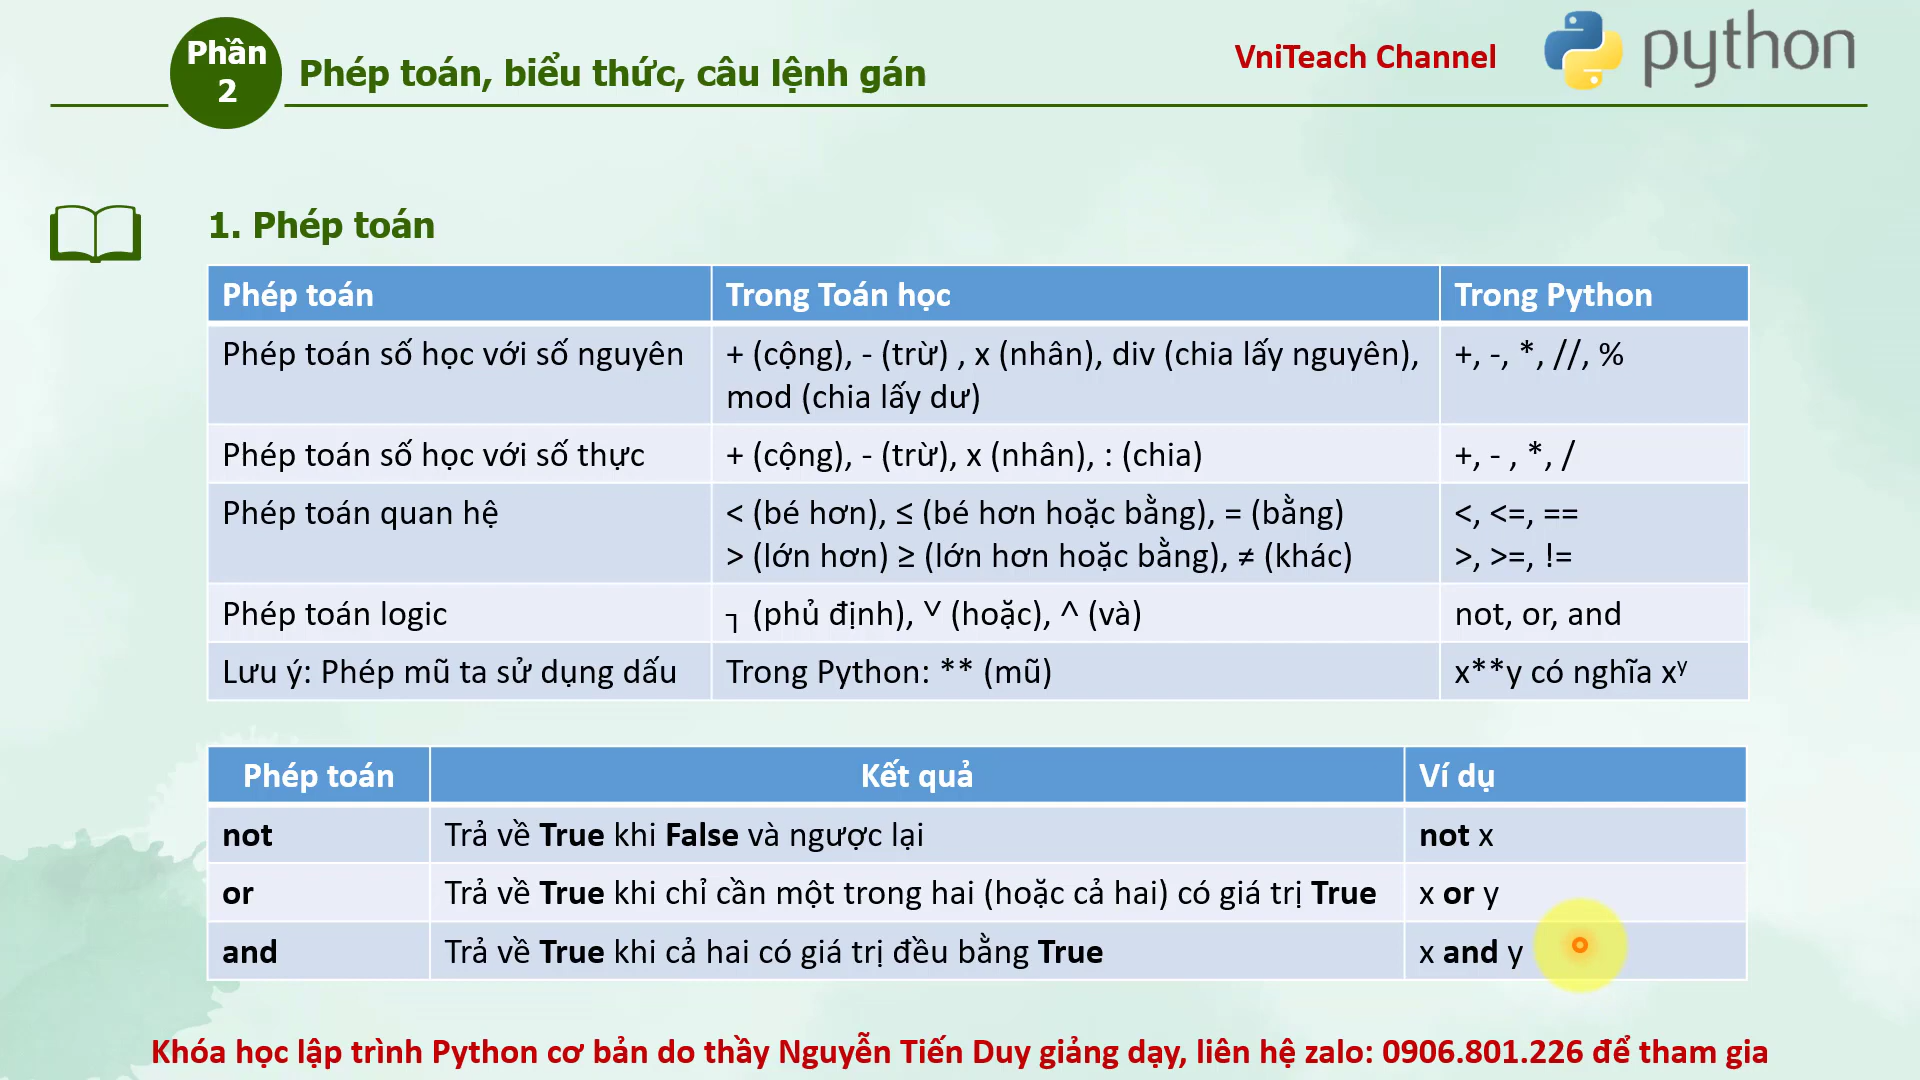 Phần
2
Phép toán, biểu thức, câu lệnh gán
VniTeach Channel
python
1. Phép toán
Phép toán
Trong Toán học
Trong Python
Phép toán số học với số nguyên
+ (cộng), - (trừ) , x (nhân), div (chia lấy nguyên),
mod (chia lấy dư)
+, -, *, //, %
Phép toán số học với số thực
+ (cộng), - (trừ), x (nhân), : (chia)
+, - , *, /
Phép toán quan hệ
< (bé hơn), ≤ (bé hơn hoặc bằng), = (bằng)
> (lớn hơn) ≥ (lớn hơn hoặc bằng), ≠ (khác)
<, <=, ==
>, >=, !=
Phép toán logic
┐ (phủ định), ˅ (hoặc), ^ (và)
not, or, and
Lưu ý: Phép mũ ta sử dụng dấu
Trong Python: ** (mũ)
x**y có nghĩa xʸ
Phép toán
Kết quả
Ví dụ
not
Trả về True khi False và ngược lại
not x
or
Trả về True khi chỉ cần một trong hai (hoặc cả hai) có giá trị True
x or y
and
Trả về True khi cả hai có giá trị đều bằng True
x and y
Khóa học lập trình Python cơ bản do thầy Nguyễn Tiến Duy giảng dạy, liên hệ zalo: 0906.801.226 để tham gia